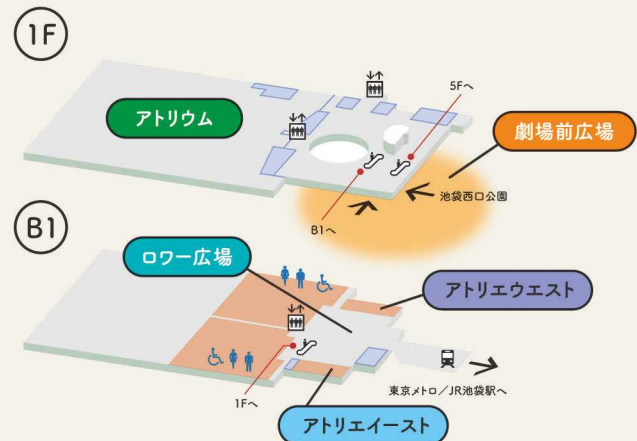 1F
5Fへ
アトリウム
劇場前広場
池袋西口公園
B1へ
B1
ロワー広場
アトリエウエスト
東京メトロ／JR池袋駅へ
1Fへ
アトリエイースト